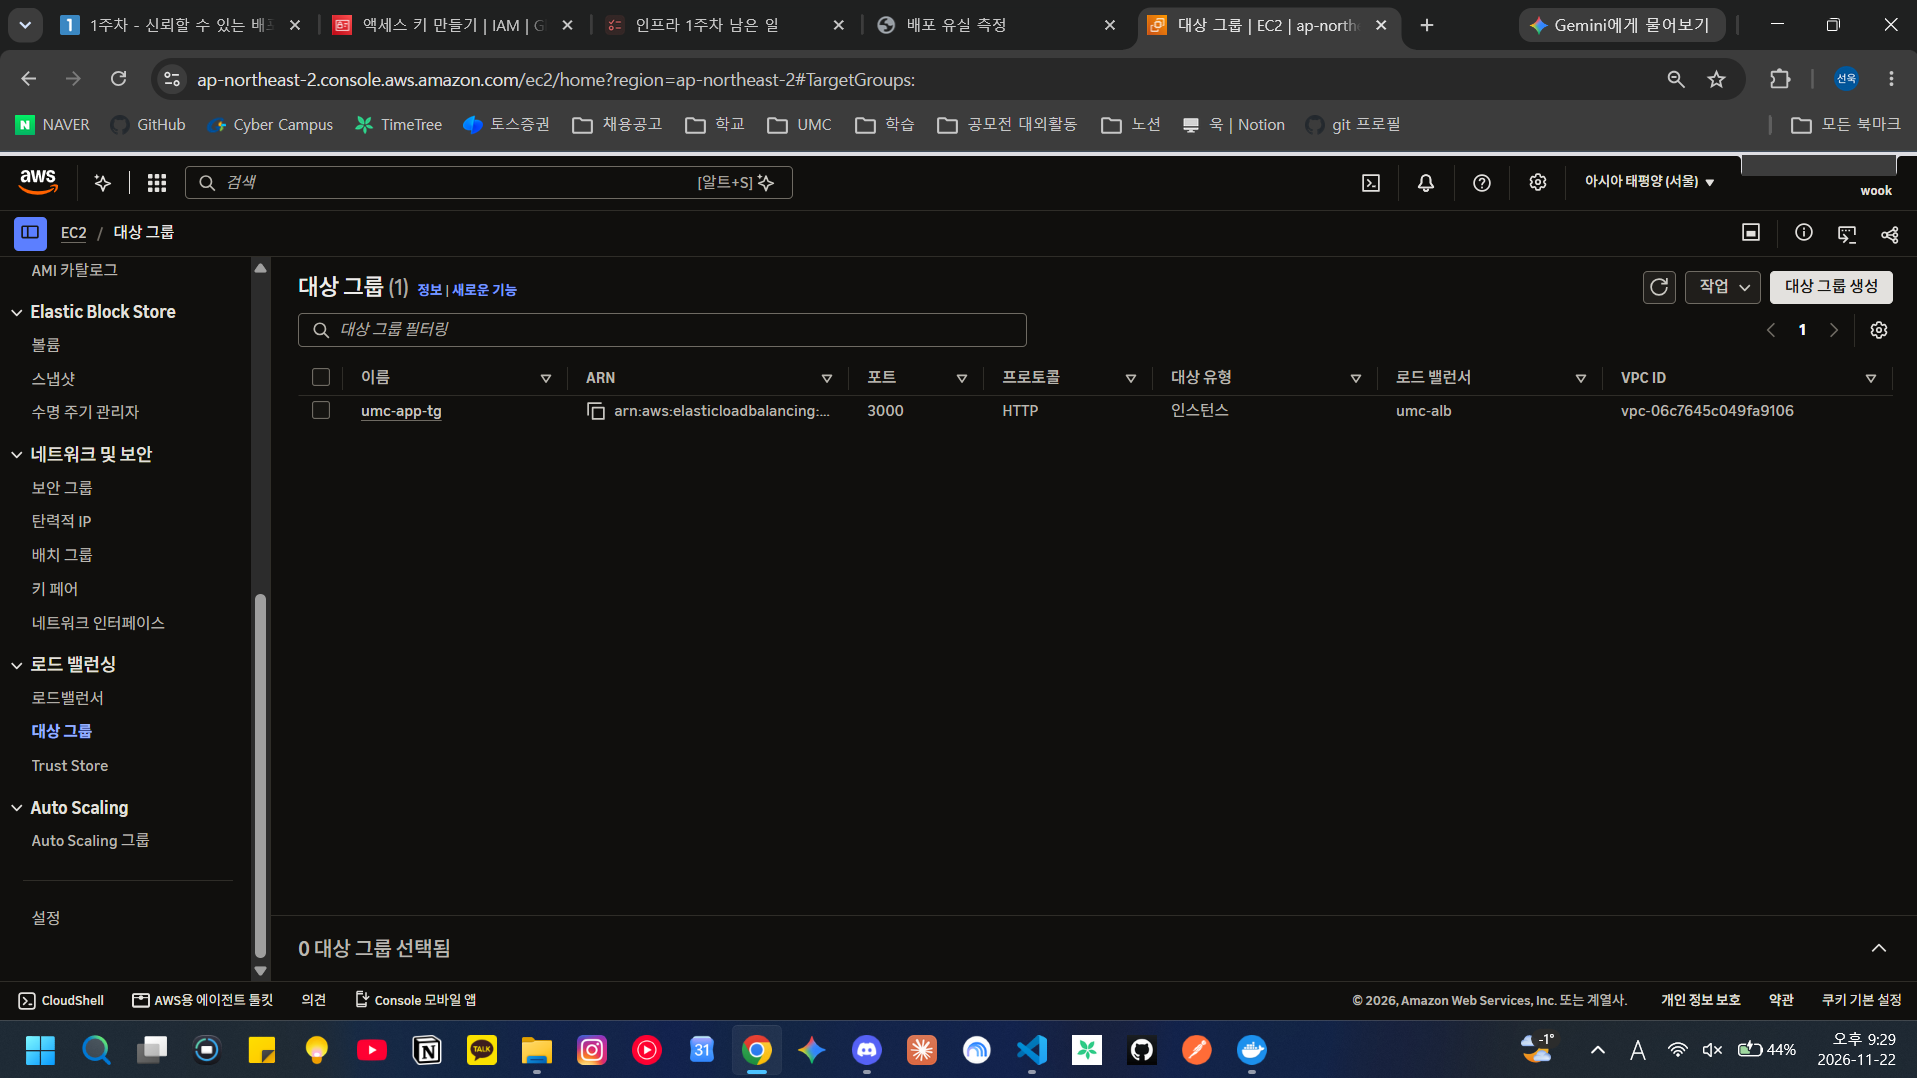 1주차 - 신뢰할 수 있는 배포
액세스 키 만들기 | IAM | Gl
인프라 1주차 남은 일
배포 유실 측정
대상 그룹 | EC2 | ap-northe
Gemini에게 물어보기
ap-northeast-2.console.aws.amazon.com/ec2/home?region=ap-northeast-2#TargetGroups:
선욱
NAVER
GitHub
Cyber Campus
TimeTree
토스증권
채용공고
학교
UMC
학습
공모전 대외활동
노션
욱 | Notion
git 프로필
모든 북마크
aws
검색
[알트+S]
아시아 태평양 (서울)
wook
EC2 / 대상 그룹
AMI 카탈로그
Elastic Block Store
볼륨
스냅샷
수명 주기 관리자
네트워크 및 보안
보안 그룹
탄력적 IP
배치 그룹
키 페어
네트워크 인터페이스
로드 밸런싱
로드밸런서
대상 그룹
Trust Store
Auto Scaling
Auto Scaling 그룹
설정
대상 그룹 (1) 정보 | 새로운 기능
작업
대상 그룹 생성
대상 그룹 필터링
1
이름 ARN 포트 프로토콜 대상 유형 로드 밸런서 VPC ID
umc-app-tg arn:aws:elasticloadbalancing:... 3000 HTTP 인스턴스 umc-alb vpc-06c7645c049fa9106
0 대상 그룹 선택됨
CloudShell AWS용 에이전트 툴킷 의견 Console 모바일 앱
© 2026, Amazon Web Services, Inc. 또는 계열사. 개인 정보 보호 약관 쿠키 기본 설정
TALK
31
-1°
A
44%
오후 9:29
2026-11-22